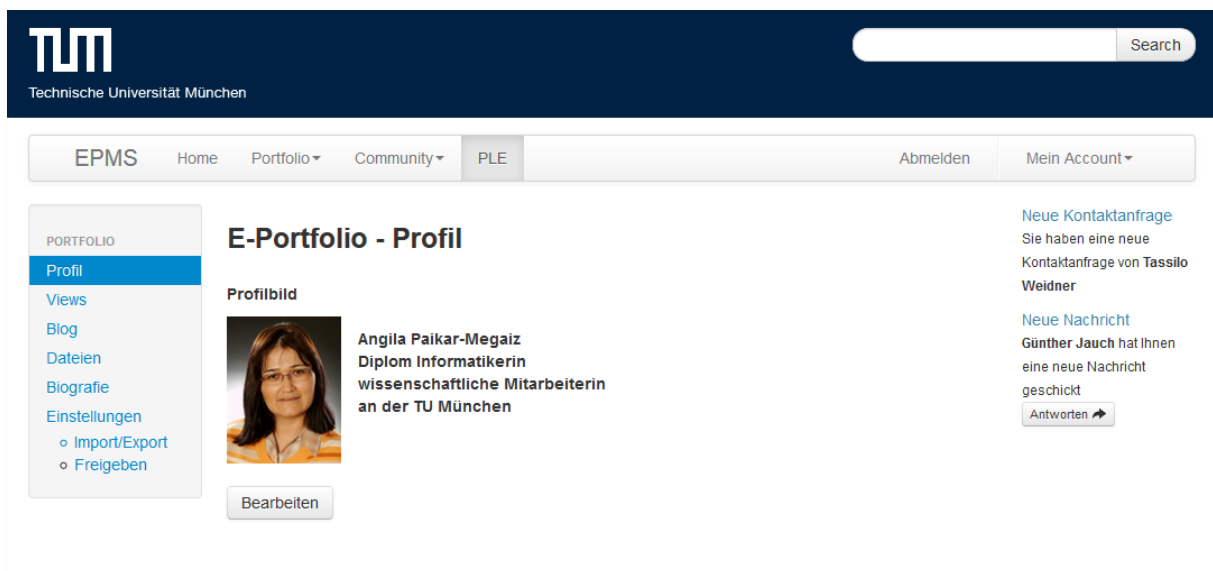 TUM
Technische Universität München
Search
EPMS
Home
Portfolio
Community
PLE
Abmelden
Mein Account
PORTFOLIO
Profil
Views
Blog
Dateien
Biografie
Einstellungen
Import/Export
Freigeben
E-Portfolio - Profil
Profilbild
Angila Paikar-Megaiz
Diplom Informatikerin
wissenschaftliche Mitarbeiterin
an der TU München
Bearbeiten
Neue Kontaktanfrage
Sie haben eine neue
Kontaktanfrage von Tassilo
Weidner
Neue Nachricht
Günther Jauch hat Ihnen
eine neue Nachricht
geschickt
Antworten